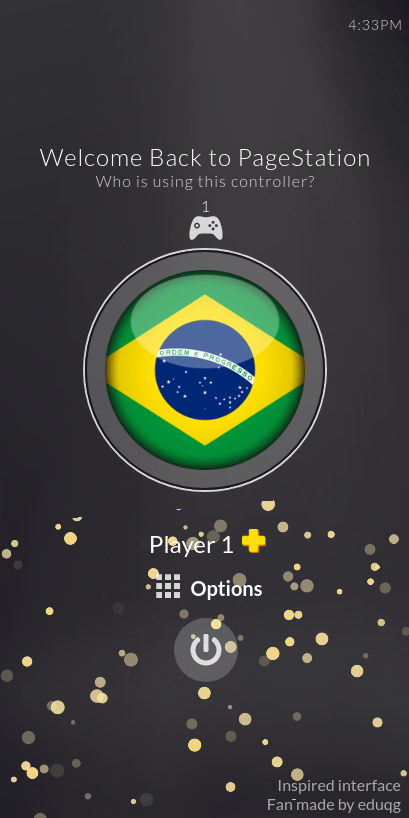 4:33PM
Welcome Back to PageStation
Who is using this controller?
1
ORDEM E PROGRESSO
Player 1
Options
Inspired interface
Fan-made by eduqg